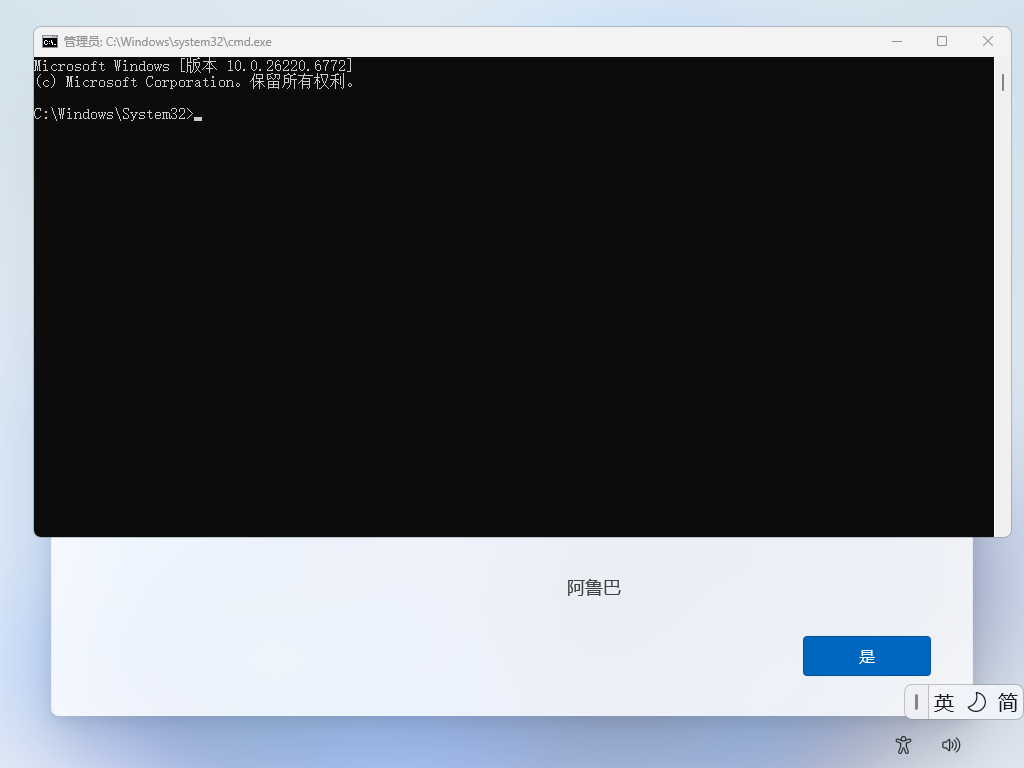 管理员: C:\Windows\system32\cmd.exe
Microsoft Windows [版本 10.0.26220.6772]
(c) Microsoft Corporation。保留所有权利。
C:\Windows\System32>
阿鲁巴
是
英 简